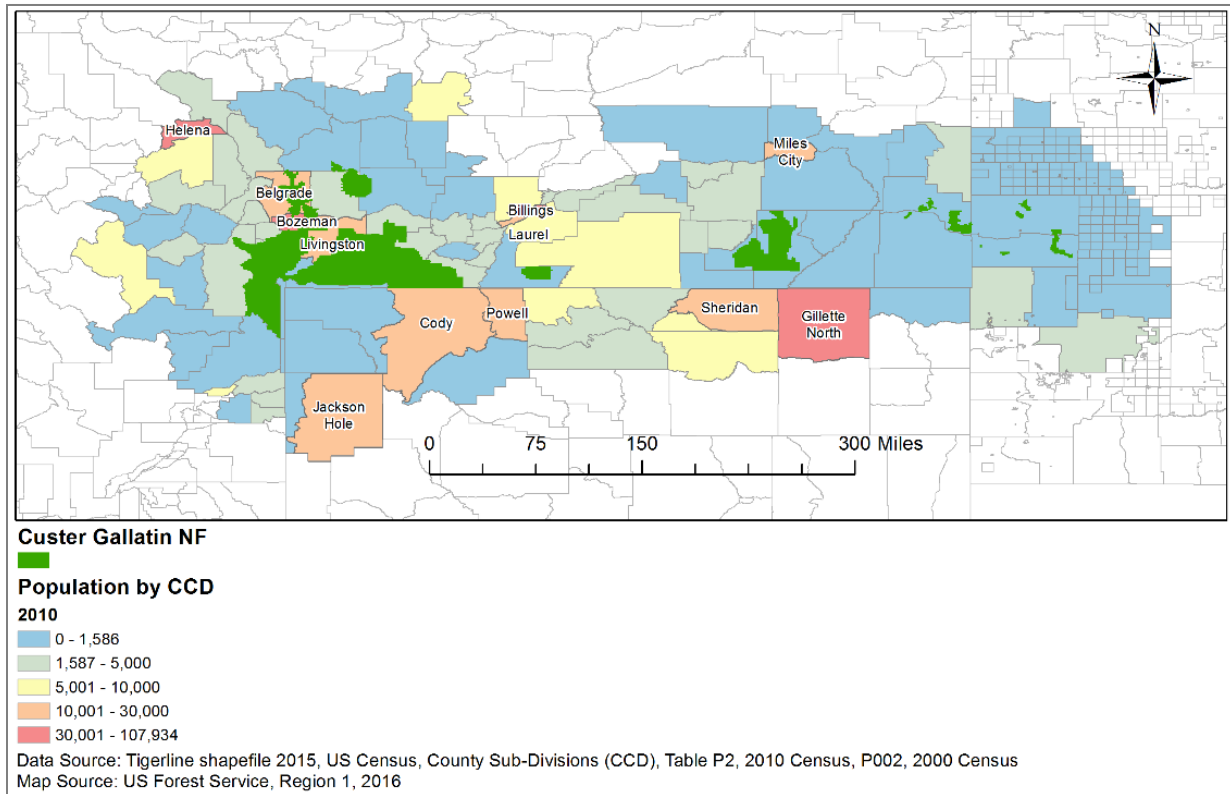 N
Helena
Miles
City
Belgrade
Billings
Bozeman
Laurel
Livingston
Sheridan
Powell
Gillette
North
Cody
Jackson
Hole
0 75 150 300 Miles
Custer Gallatin NF
Population by CCD
2010
0 - 1,586
1,587 - 5,000
5,001 - 10,000
10,001 - 30,000
30,001 - 107,934
Data Source: Tigerline shapefile 2015, US Census, County Sub-Divisions (CCD), Table P2, 2010 Census, P002, 2000 Census
Map Source: US Forest Service, Region 1, 2016